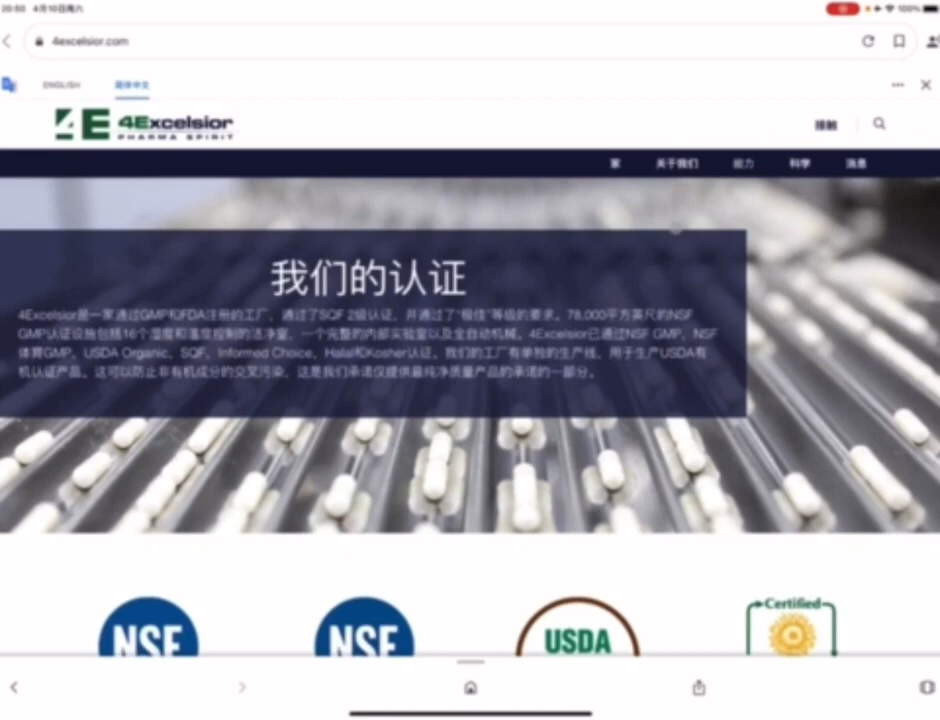 20:50 4月10日周六
100%
4excelsior.com
ENGLISH 简体中文
4E 4Excelsior
PHARMA SPIRIT
接触
家 关于我们 能力 科学 消息
我们的认证
4Excelsior是一家通过GMP和FDA注册的工厂，通过了SQF 2级认证，并通过了“极佳”等级的要求。78,000平方英尺的NSF
GMP认证设施包括16个湿度和温度控制的洁净室，一个完整的内部实验室以及全自动机械。4Excelsior已通过NSF GMP，NSF
体育GMP，USDA Organic，SQF，Informed Choice，Halal和Kosher认证。我们的工厂有单独的生产线，用于生产USDA有
机认证产品。这可以防止非有机成分的交叉污染，这是我们承诺仅提供最纯净质量产品的承诺的一部分。
NSF NSF USDA Certified